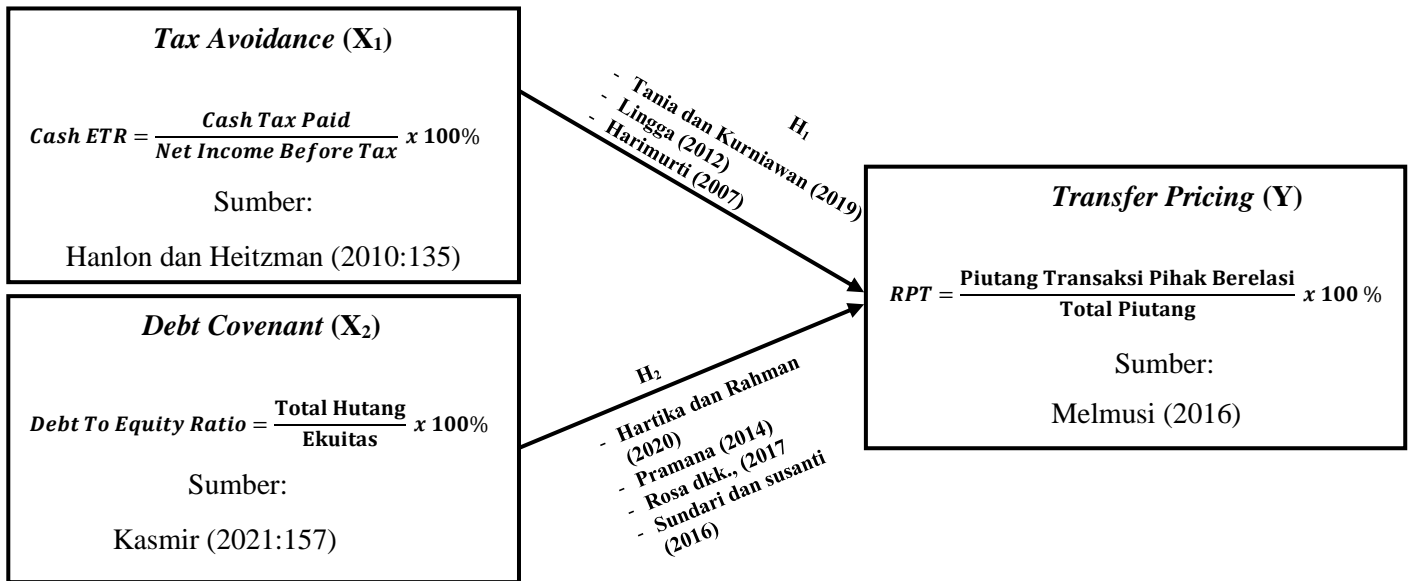 Tax Avoidance (X₁)
Cash ETR = Cash Tax Paid / Net Income Before Tax x 100%
Sumber:
Hanlon dan Heitzman (2010:135)
Debt Covenant (X₂)
Debt To Equity Ratio = Total Hutang / Ekuitas x 100%
Sumber:
Kasmir (2021:157)
H₁
- Tania dan Kurniawan (2019)
- Lingga (2012)
- Harimurti (2007)
H₂
- Hartika dan Rahman
(2020)
- Pramana (2014)
- Rosa dkk., (2017
- Sundari dan susanti
(2016)
Transfer Pricing (Y)
RPT = Piutang Transaksi Pihak Berelasi / Total Piutang x 100 %
Sumber:
Melmusi (2016)